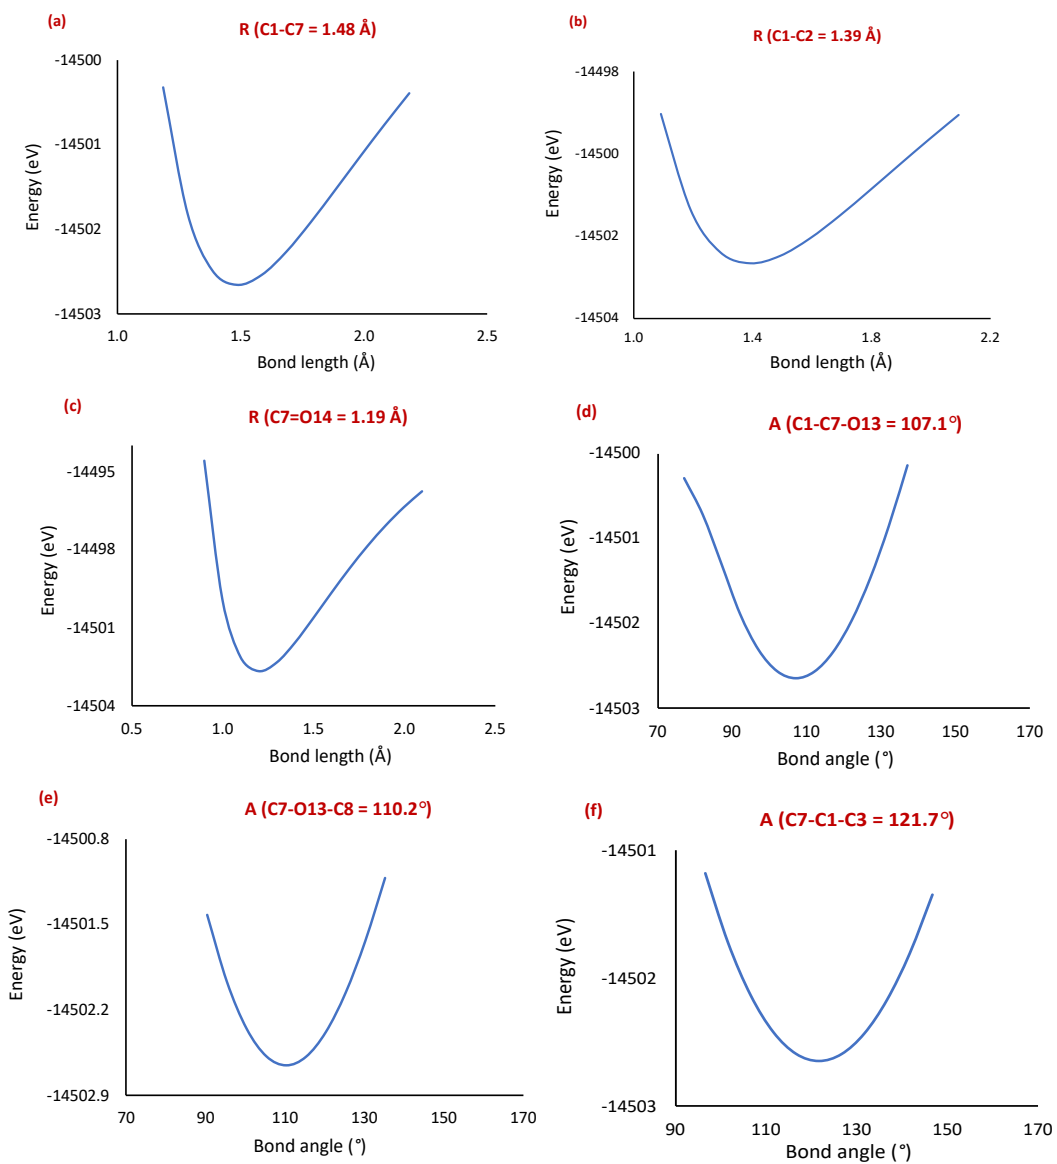 (a)
R (C1-C7 = 1.48 Å)
Energy (eV)
-14500
-14501
-14502
-14503
1.0 1.5 2.0 2.5
Bond length (Å)
(b)
R (C1-C2 = 1.39 Å)
Energy (eV)
-14498
-14500
-14502
-14504
1.0 1.4 1.8 2.2
Bond length (Å)
(c)
R (C7=O14 = 1.19 Å)
Energy (eV)
-14495
-14498
-14501
-14504
0.5 1.0 1.5 2.0 2.5
Bond length (Å)
(d)
A (C1-C7-O13 = 107.1°)
Energy (eV)
-14500
-14501
-14502
-14503
70 90 110 130 150 170
Bond angle (°)
(e)
A (C7-O13-C8 = 110.2°)
Energy (eV)
-14500.8
-14501.5
-14502.2
-14502.9
70 90 110 130 150 170
Bond angle (°)
(f)
A (C7-C1-C3 = 121.7°)
Energy (eV)
-14501
-14502
-14503
90 110 130 150 170
Bond angle (°)